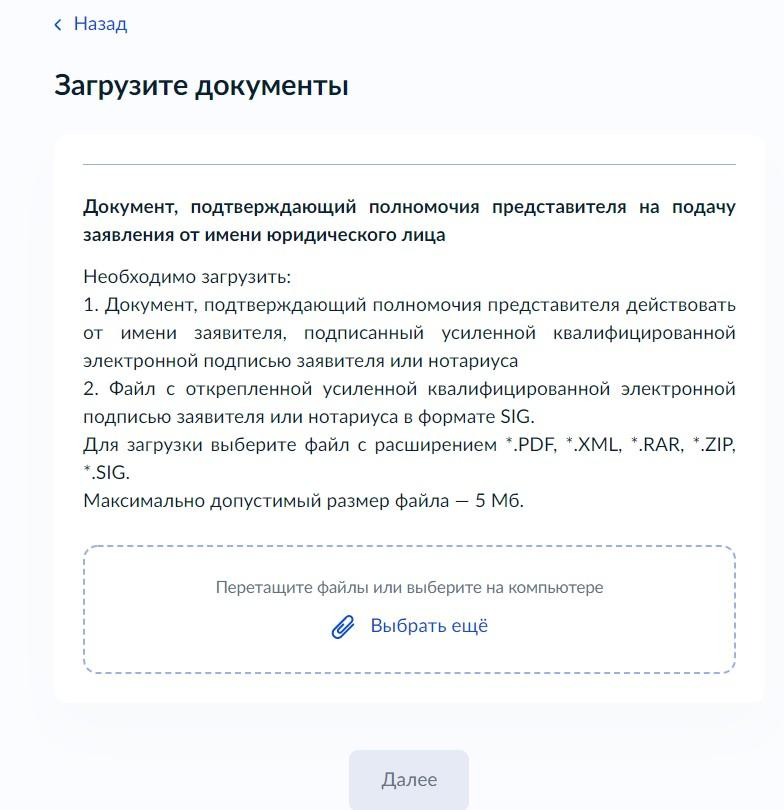 Назад
Загрузите документы
Документ, подтверждающий полномочия представителя на подачу
заявления от имени юридического лица
Необходимо загрузить:
1. Документ, подтверждающий полномочия представителя действовать
от имени заявителя, подписанный усиленной квалифицированной
электронной подписью заявителя или нотариуса
2. Файл с открепленной усиленной квалифицированной электронной
подписью заявителя или нотариуса в формате SIG.
Для загрузки выберите файл с расширением *.PDF, *.XML, *.RAR, *.ZIP,
*.SIG.
Максимально допустимый размер файла — 5 Мб.
Перетащите файлы или выберите на компьютере
Выбрать ещё
Далее